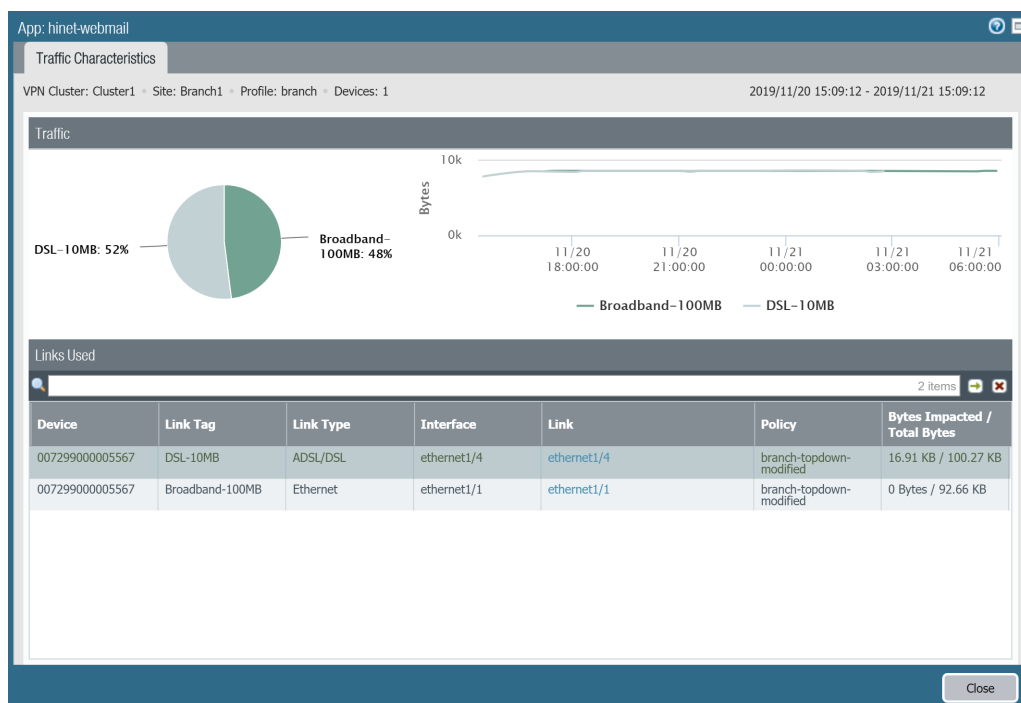 App: hinet-webmail
Traffic Characteristics
VPN Cluster: Cluster1 • Site: Branch1 • Profile: branch • Devices: 1
2019/11/20 15:09:12 - 2019/11/21 15:09:12
Traffic
DSL-10MB: 52%
Broadband-
100MB: 48%
10k
Bytes
0k
11/20 11/20 11/21 11/21 11/21
18:00:00 21:00:00 00:00:00 03:00:00 06:00:00
Broadband-100MB DSL-10MB
Links Used
2 items
Device Link Tag Link Type Interface Link Policy Bytes Impacted /
Total Bytes
007299000005567 DSL-10MB ADSL/DSL ethernet1/4 ethernet1/4 branch-topdown- 16.91 KB / 100.27 KB
modified
007299000005567 Broadband-100MB Ethernet ethernet1/1 ethernet1/1 branch-topdown- 0 Bytes / 92.66 KB
modified
Close